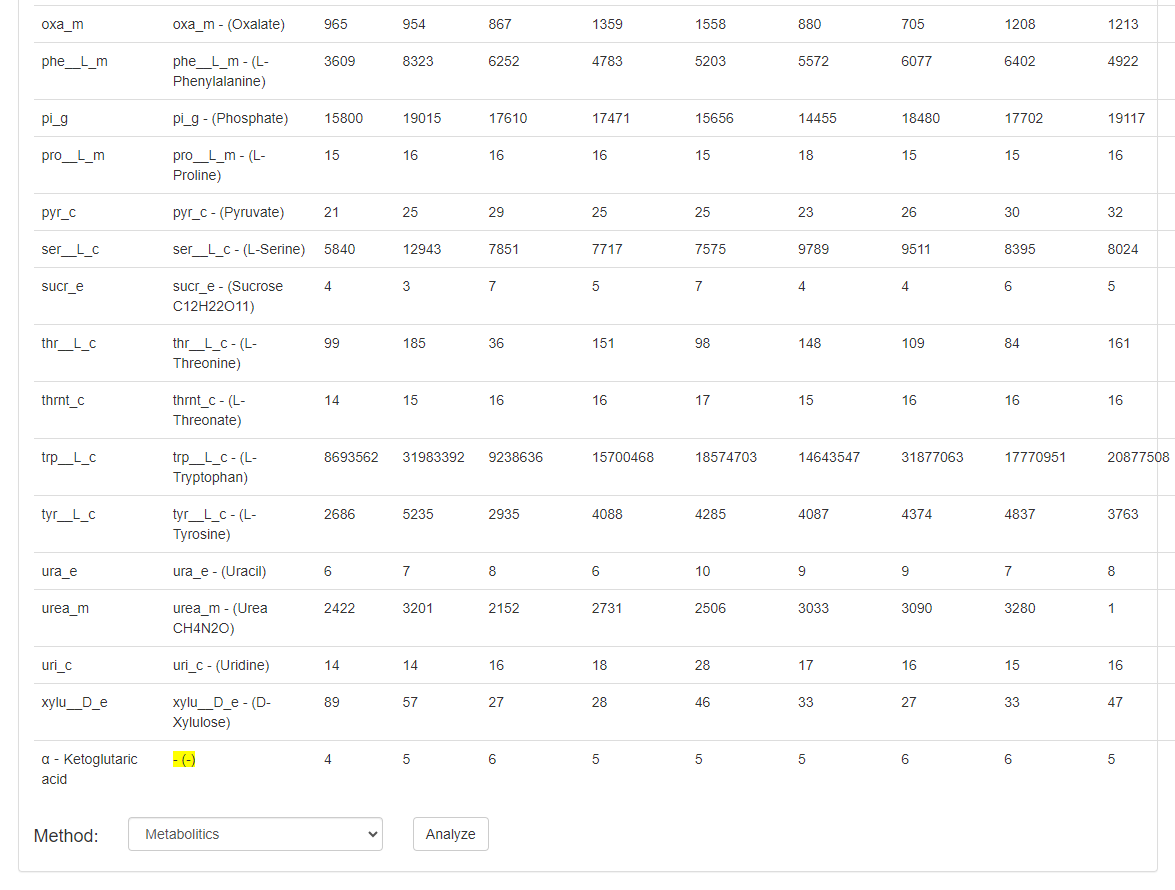 oxa_m oxa_m - (Oxalate) 965 954 867 1359 1558 880 705 1208 1213
phe__L_m phe__L_m - (L- 3609 8323 6252 4783 5203 5572 6077 6402 4922
Phenylalanine)
pi_g pi_g - (Phosphate) 15800 19015 17610 17471 15656 14455 18480 17702 19117
pro__L_m pro__L_m - (L- 15 16 16 16 15 18 15 15 16
Proline)
pyr_c pyr_c - (Pyruvate) 21 25 29 25 25 23 26 30 32
ser__L_c ser__L_c - (L-Serine) 5840 12943 7851 7717 7575 9789 9511 8395 8024
sucr_e sucr_e - (Sucrose 4 3 7 5 7 4 4 6 5
C12H22O11)
thr__L_c thr__L_c - (L- 99 185 36 151 98 148 109 84 161
Threonine)
thrnt_c thrnt_c - (L- 14 15 16 16 17 15 16 16 16
Threonate)
trp__L_c trp__L_c - (L- 8693562 31983392 9238636 15700468 18574703 14643547 31877063 17770951 20877508
Tryptophan)
tyr__L_c tyr__L_c - (L- 2686 5235 2935 4088 4285 4087 4374 4837 3763
Tyrosine)
ura_e ura_e - (Uracil) 6 7 8 6 10 9 9 7 8
urea_m urea_m - (Urea 2422 3201 2152 2731 2506 3033 3090 3280 1
CH4N2O)
uri_c uri_c - (Uridine) 14 14 16 18 28 17 16 15 16
xylu__D_e xylu__D_e - (D- 89 57 27 28 46 33 27 33 47
Xylulose)
α - Ketoglutaric - (-) 4 5 6 5 5 5 6 6 5
acid
Method: Metabolitics Analyze